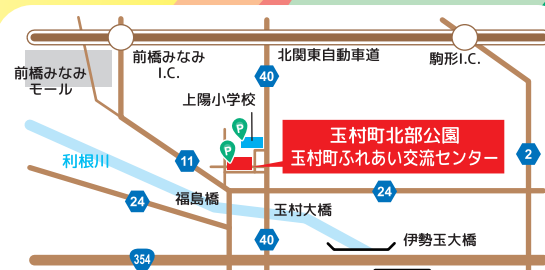 前橋みなみ
I.C.
北関東自動車道
駒形I.C.
前橋みなみ
モール
40
上陽小学校
P
玉村町北部公園
玉村町ふれあい交流センター
P
利根川
11
2
24
福島橋
24
玉村大橋
40
伊勢玉大橋
354